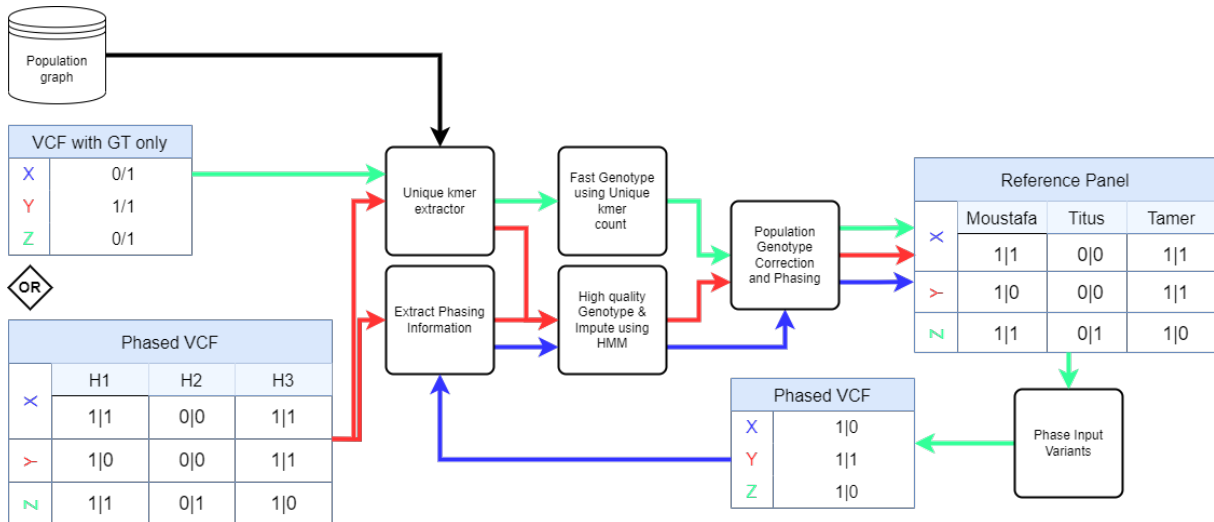 Population
graph
VCF with GT only
X 0/1
Y 1/1
Z 0/1
OR
Phased VCF
H1 H2 H3
X 1|1 0|0 1|1
Y 1|0 0|0 1|1
Z 1|1 0|1 1|0
Unique kmer
extractor
Extract Phasing
Information
Fast Genotype
using Unique
kmer
count
High quality
Genotype &
Impute using
HMM
Population
Genotype
Correction
and Phasing
Reference Panel
Moustafa Titus Tamer
X 1|1 0|0 1|1
Y 1|0 0|0 1|1
Z 1|1 0|1 1|0
Phase Input
Variants
Phased VCF
X 1|0
Y 1|1
Z 1|0